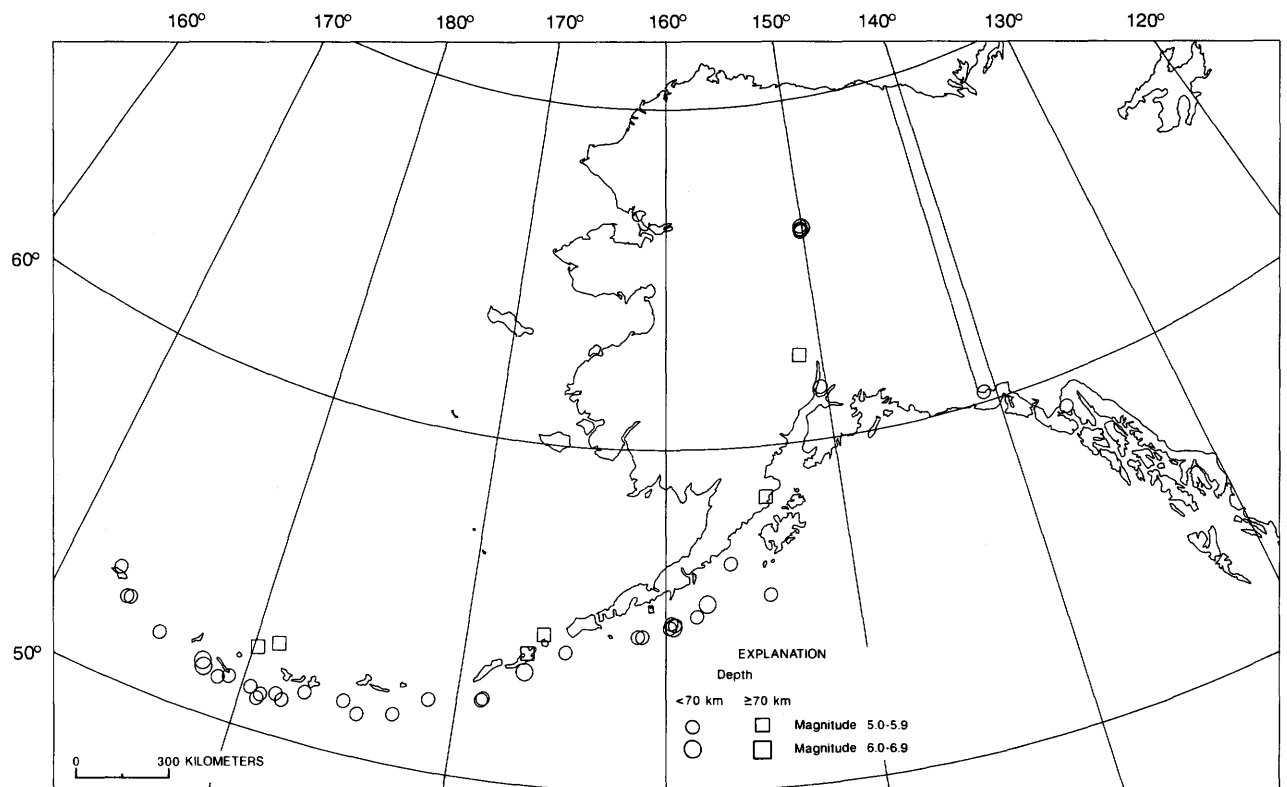 160° 170° 180° 170° 160° 150° 140° 130° 120°
60°
50°
EXPLANATION
Depth
<70 km ≥70 km
Magnitude 5.0-5.9
Magnitude 6.0-6.9
0 300 KILOMETERS